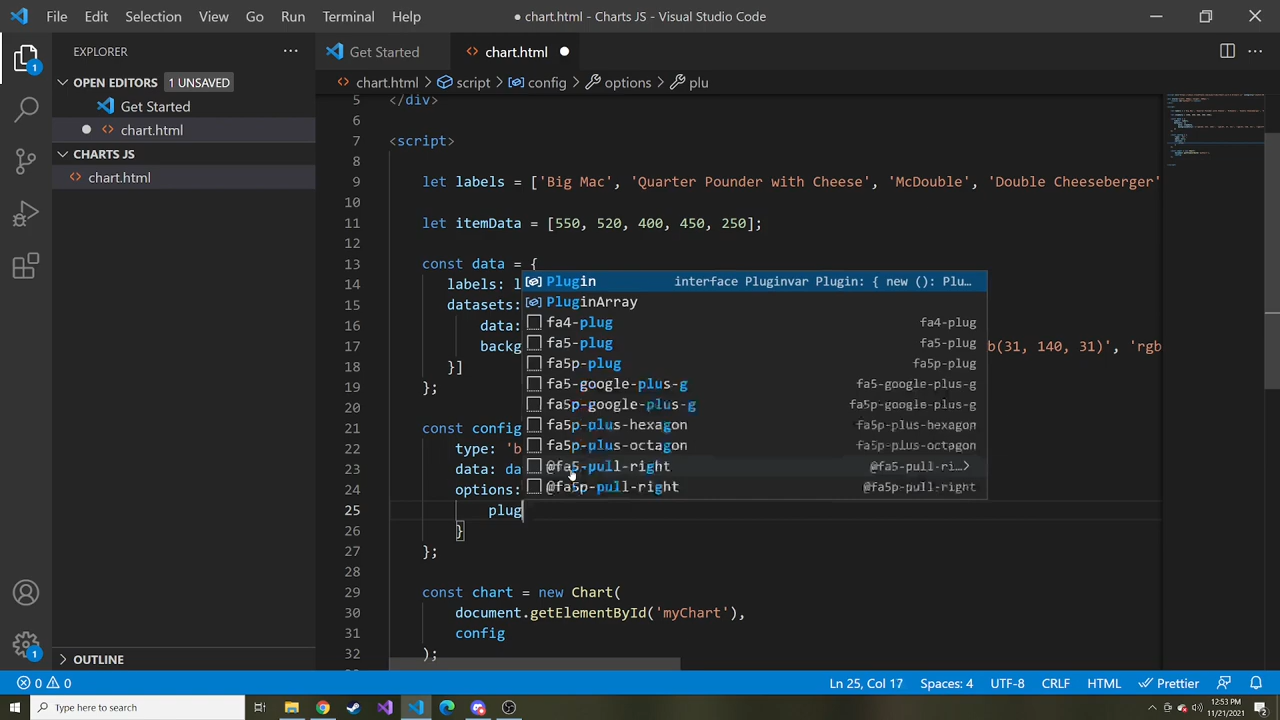 File Edit Selection View Go Run Terminal Help ● chart.html - Charts JS - Visual Studio Code
EXPLORER ...
Get Started <> chart.html ●
OPEN EDITORS 1 UNSAVED
Get Started
● <> chart.html
CHARTS JS
<> chart.html
OUTLINE
<> chart.html > script > config > options > plu
5 </div>
6
7 <script>
8
9 let labels = ['Big Mac', 'Quarter Pounder with Cheese', 'McDouble', 'Double Cheeseberger'
10
11 let itemData = [550, 520, 400, 450, 250];
12
13 const data = {
14 labels: l
15 datasets:
16 data:
17 backg b(31, 140, 31)', 'rgb
18 }]
19 };
20
21 const config
22 type: 'b
23 data: da
24 options:
25 plug
26 }
27 };
28
29 const chart = new Chart(
30 document.getElementById('myChart'),
31 config
32 );
Plugin interface Pluginvar Plugin: { new (): Plu…
PluginArray
fa4-plug fa4-plug
fa5-plug fa5-plug
fa5p-plug fa5p-plug
fa5-google-plus-g fa5-google-plus-g
fa5p-google-plus-g fa5p-google-plus-g
fa5p-plus-hexagon fa5p-plus-hexagon
fa5p-plus-octagon fa5p-plus-octagon
@fa5-pull-right @fa5-pull-ri…>
@fa5p-pull-right @fa5p-pull-right
1
1
0 0 Ln 25, Col 17 Spaces: 4 UTF-8 CRLF HTML Prettier
Type here to search 12:53 PM
11/21/2021 2